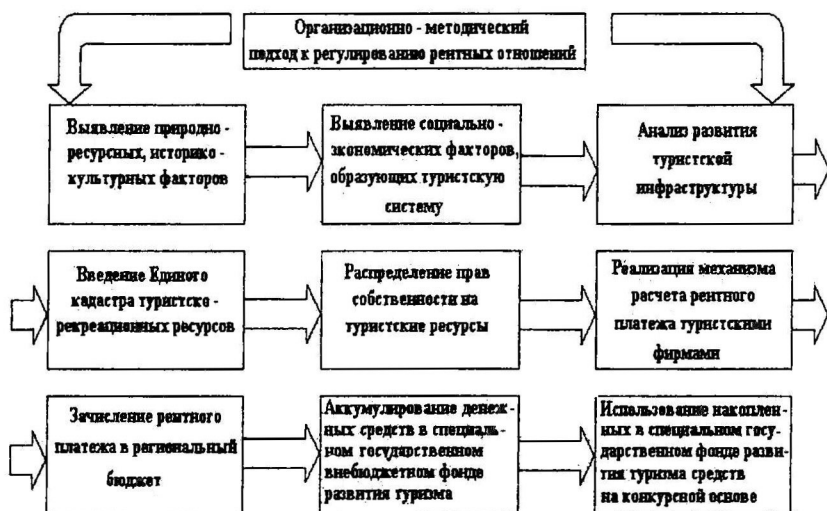 Организационно - методический
подход к регулированию рентных отношений
Выявление природно -
ресурсных, историко -
культурных факторов
Выявление социально-
экономических факторов,
образующих туристскую
систему
Анализ развития
туристской
инфраструктуры
Введение Единого
кадастра туристско -
рекреационных ресурсов
Распределение прав
собственности на
туристские ресурсы
Реализация механизма
расчета рентного
платежа туристскими
фирмами
Зачисление рентного
платежа в региональный
бюджет
Аккумулирование денеж-
ных средств в специаль-
ном государственном
внебюджетном фонде
развития туризма
Использование накоплен-
ных в специальном госу-
дарственном фонде разви-
тия туризма средств
на конкурсной основе